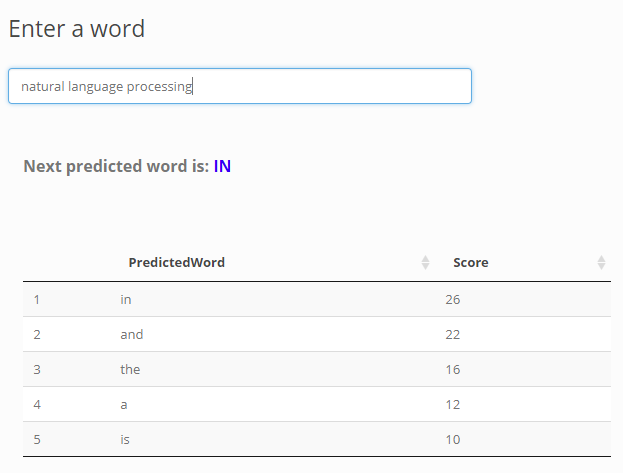 Enter a word
natural language processing
Next predicted word is: IN
PredictedWord Score
1 in 26
2 and 22
3 the 16
4 a 12
5 is 10